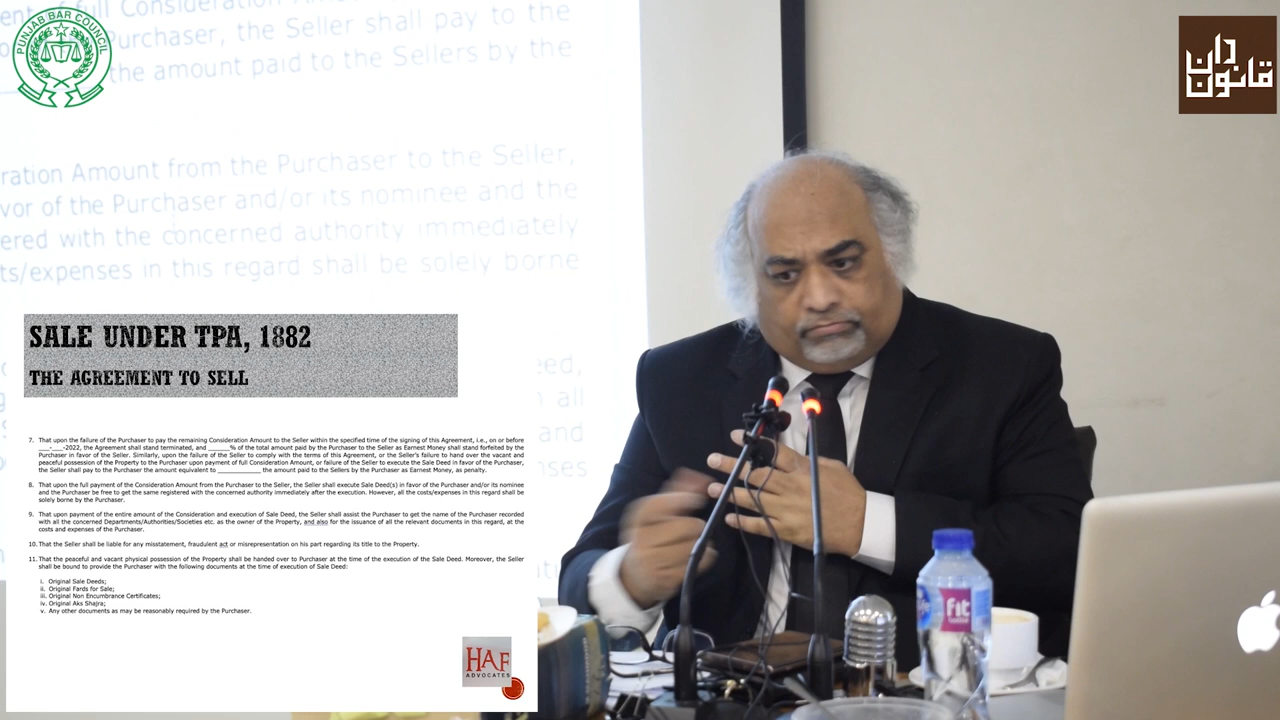 PUNJAB BAR COUNCIL
قانون دان
ent of full Consideration
Purchaser, the Seller shall pay to the
the amount paid to the Sellers by the
ration Amount from the Purchaser to the Seller,
vor of the Purchaser and/or its nominee and the
ered with the concerned authority immediately
ts/expenses in this regard shall be solely borne
eed,
all
and
nses
SALE UNDER TPA, 1882
THE AGREEMENT TO SELL
7. That upon the failure of the Purchaser to pay the remaining Consideration Amount to the Seller within the specified time of the signing of this Agreement, i.e., on or before
___-___-2022, the Agreement shall stand terminated, and ______% of the total amount paid by the Purchaser to the Seller as Earnest Money shall stand forfeited by the
Purchaser in favor of the Seller. Similarly, upon the failure of the Seller to comply with the terms of this Agreement, or the Seller's failure to hand over the vacant and
peaceful possession of the Property to the Purchaser upon payment of full Consideration Amount, or failure of the Seller to execute the Sale Deed in favor of the Purchaser,
the Seller shall pay to the Purchaser the amount equivalent to ____________ the amount paid to the Sellers by the Purchaser as Earnest Money, as penalty.
8. That upon the full payment of the Consideration Amount from the Purchaser to the Seller, the Seller shall execute Sale Deed(s) in favor of the Purchaser and/or its nominee
and the Purchaser be free to get the same registered with the concerned authority immediately after the execution. However, all the costs/expenses in this regard shall be
solely borne by the Purchaser.
9. That upon payment of the entire amount of the Consideration and execution of Sale Deed, the Seller shall assist the Purchaser to get the name of the Purchaser recorded
with all the concerned Departments/Authorities/Societies etc. as the owner of the Property, and also for the issuance of all the relevant documents in this regard, at the
costs and expenses of the Purchaser.
10. That the Seller shall be liable for any misstatement, fraudulent act or misrepresentation on his part regarding its title to the Property.
11. That the peaceful and vacant physical possession of the Property shall be handed over to Purchaser at the time of the execution of the Sale Deed. Moreover, the Seller
shall be bound to provide the Purchaser with the following documents at the time of execution of Sale Deed:
i. Original Sale Deeds;
ii. Original Fards for Sale;
iii. Original Non Encumbrance Certificates;
iv. Original Aks Shajra;
v. Any other documents as may be reasonably required by the Purchaser.
HAF
ADVOCATES
fit